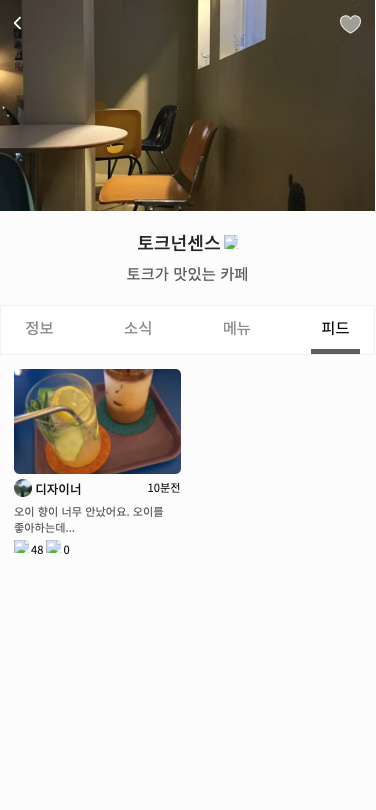 토크넌센스
토크가 맛있는 카페
정보 소식 메뉴 피드
디자이너 10분전
오이 향이 너무 안났어요. 오이를
좋아하는데...
48 0